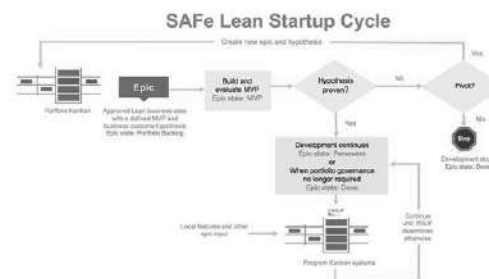 SAFe Lean Startup Cycle
Create new epic and hypothesis
Yes
Portfolio Kanban
Epic
Approved Lean business case
with a defined MVP and
business outcome hypothesis
Epic state: Portfolio Backlog
Build and
evaluate MVP
Epic state: MVP
Hypothesis
proven?
No
Pivot?
Yes
No
Stop
Epic state: Done
Development continues
Epic state: Persevere
or
When portfolio governance
no longer required
Epic state: Done
Local features and other
epic input
Program Kanban systems
Continue
until WSJF
determines
otherwise